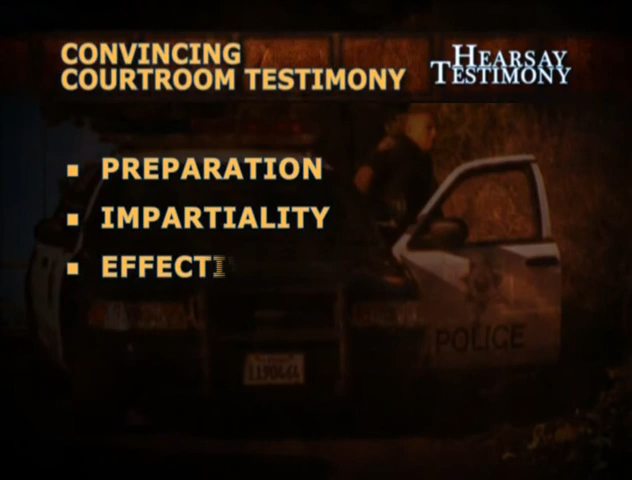 CONVINCING
COURTROOM TESTIMONY
HEARSAY
TESTIMONY
▪ PREPARATION
▪ IMPARTIALITY
▪ EFFECTI
POLICE